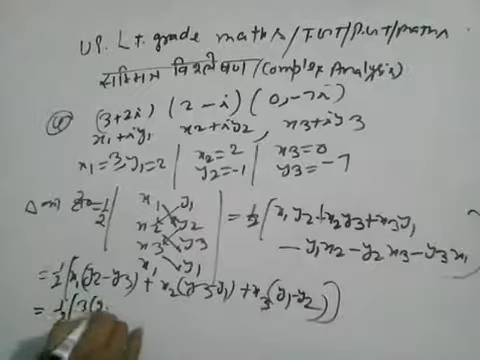 UP. L.T. grade maths/T.G.T/P.G.T/maths
सम्मिश्र विश्लेषण/(Complex Analysis)
(3+2i) (2-i) (0,-7i)
x1+iy1 x2+iy2, x3+iy3
x1=3, y1=2 | x2=2 | x3=0
y2=-1 | y3=-7
Δ का क्षे०=1/2 | x1 y1 = 1/2 [x1y2+x2y3+x3y1
x2 y2
x3 y3 -y1x2-y2x3-y3x1
x1 y1
=1/2 [x1(y2-y3)+x2(y3-y1)+x3(y1-y2)]
=1/2 [3(